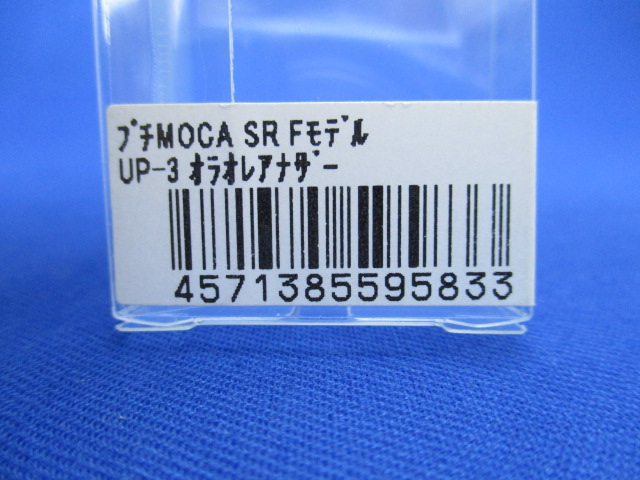 ﾌﾟﾁMOCA SR Fﾓﾃﾞﾙ
UP-3 ｵﾗｵﾚｱﾅｻﾞｰ
4571385595833